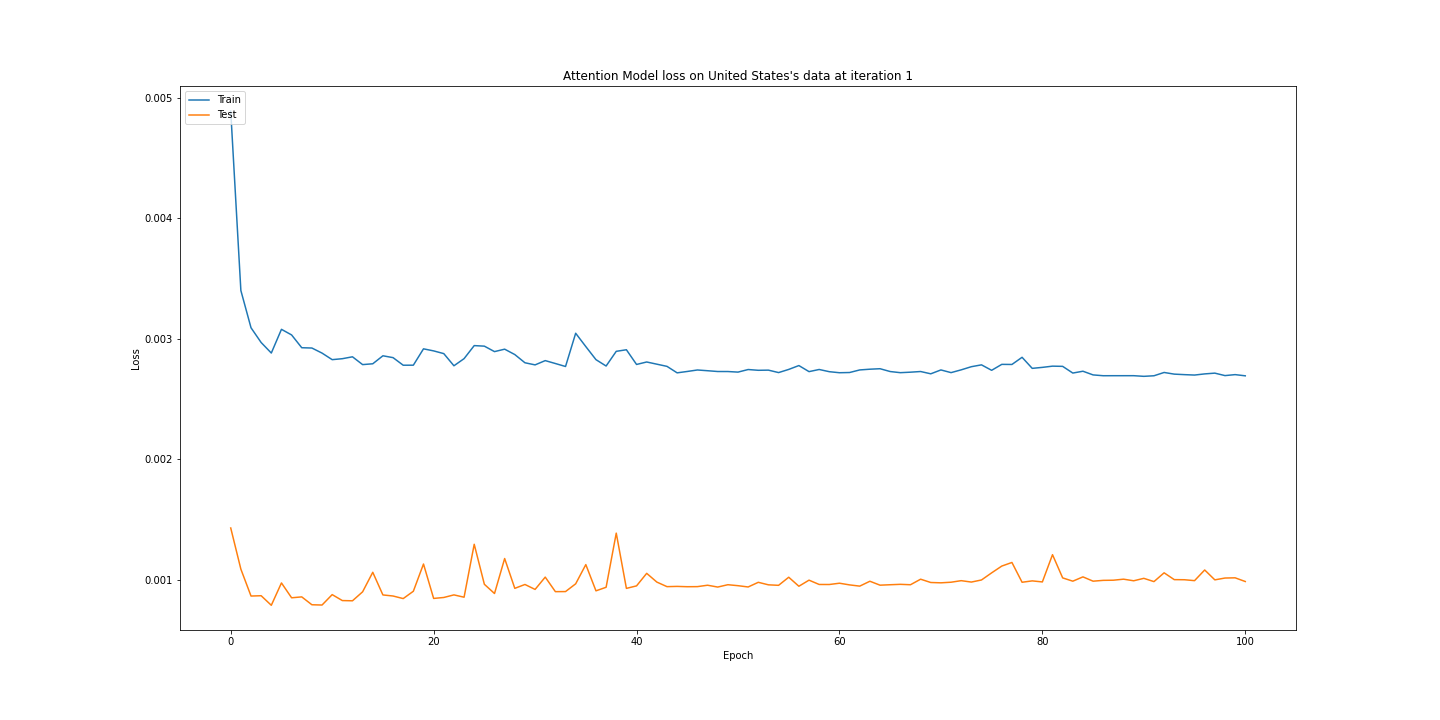 Attention Model loss on United States's data at iteration 1
Train
Test
0.005
0.004
0.003
0.002
0.001
Loss
0 20 40 60 80 100
Epoch